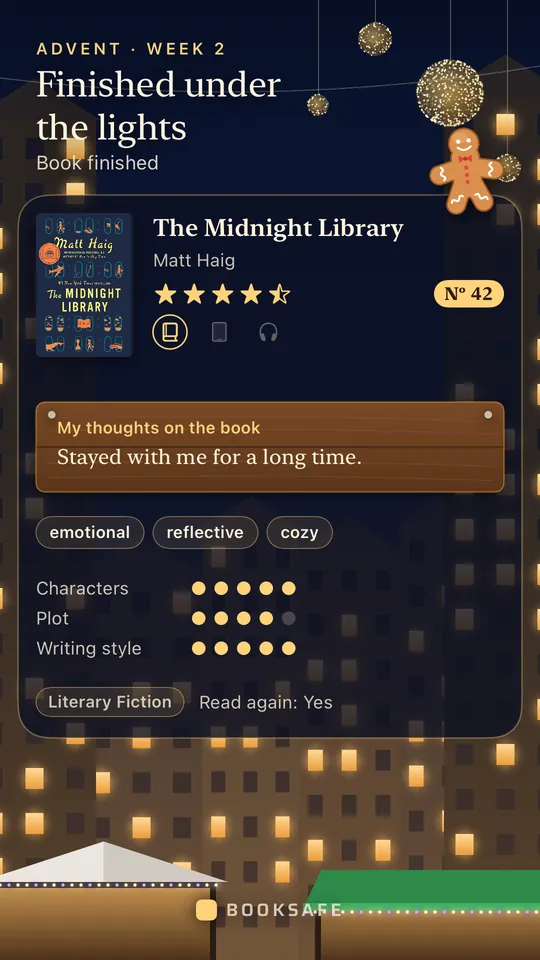 ADVENT · WEEK 2
Finished under
the lights
Book finished
The Midnight Library
Matt Haig
Nº 42
Matt Haig
The MIDNIGHT
LIBRARY
My thoughts on the book
Stayed with me for a long time.
emotional
reflective
cozy
Characters
Plot
Writing style
Literary Fiction
Read again: Yes
BOOKSAFE